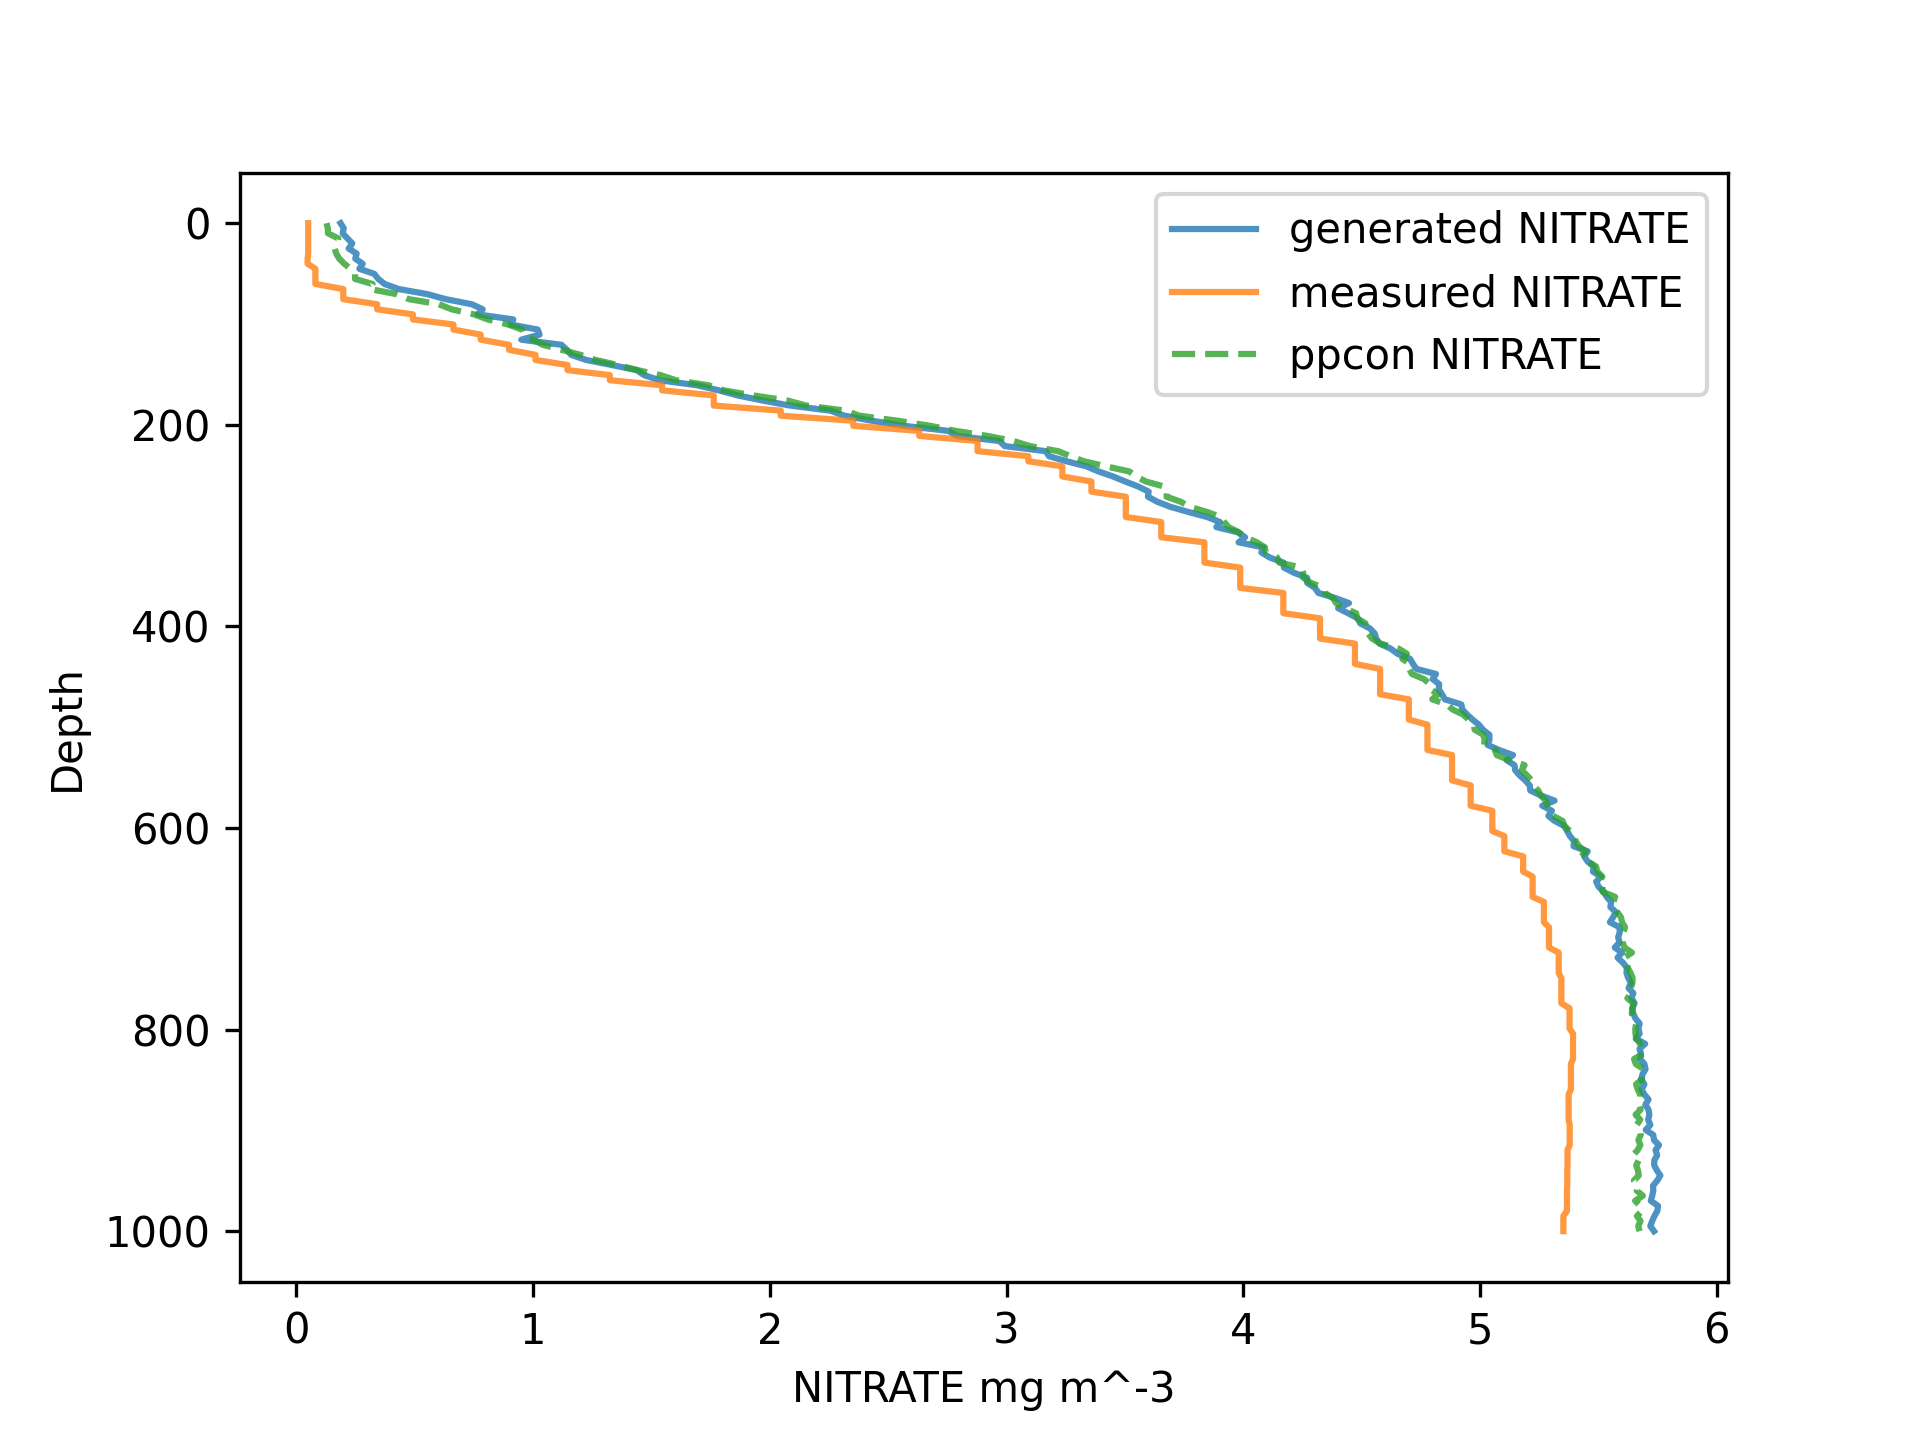 generated NITRATE
measured NITRATE
ppcon NITRATE
0
200
400
600
800
1000
Depth
0 1 2 3 4 5 6
NITRATE mg m^-3